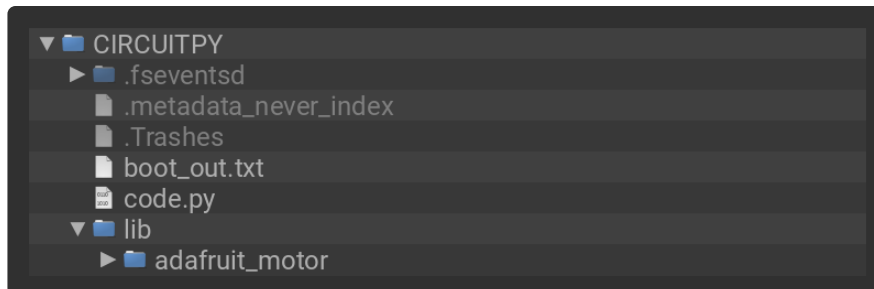 CIRCUITPY
.fseventsd
.metadata_never_index
.Trashes
boot_out.txt
code.py
lib
adafruit_motor